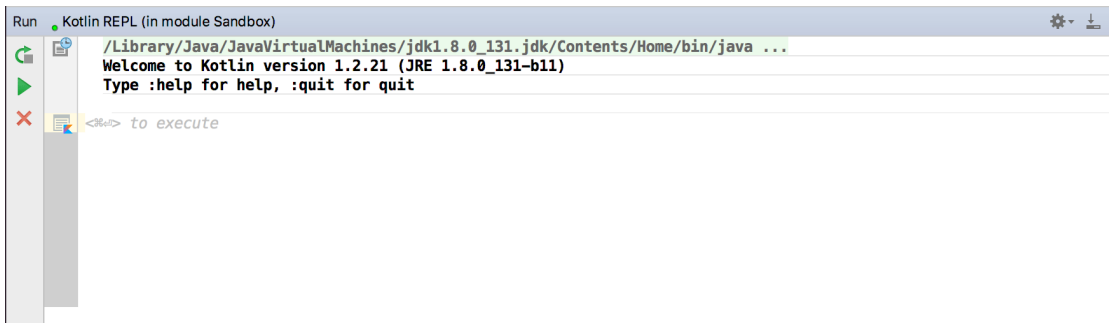 Run Kotlin REPL (in module Sandbox)
/Library/Java/JavaVirtualMachines/jdk1.8.0_131.jdk/Contents/Home/bin/java ...
Welcome to Kotlin version 1.2.21 (JRE 1.8.0_131-b11)
Type :help for help, :quit for quit
<⌘⏎> to execute